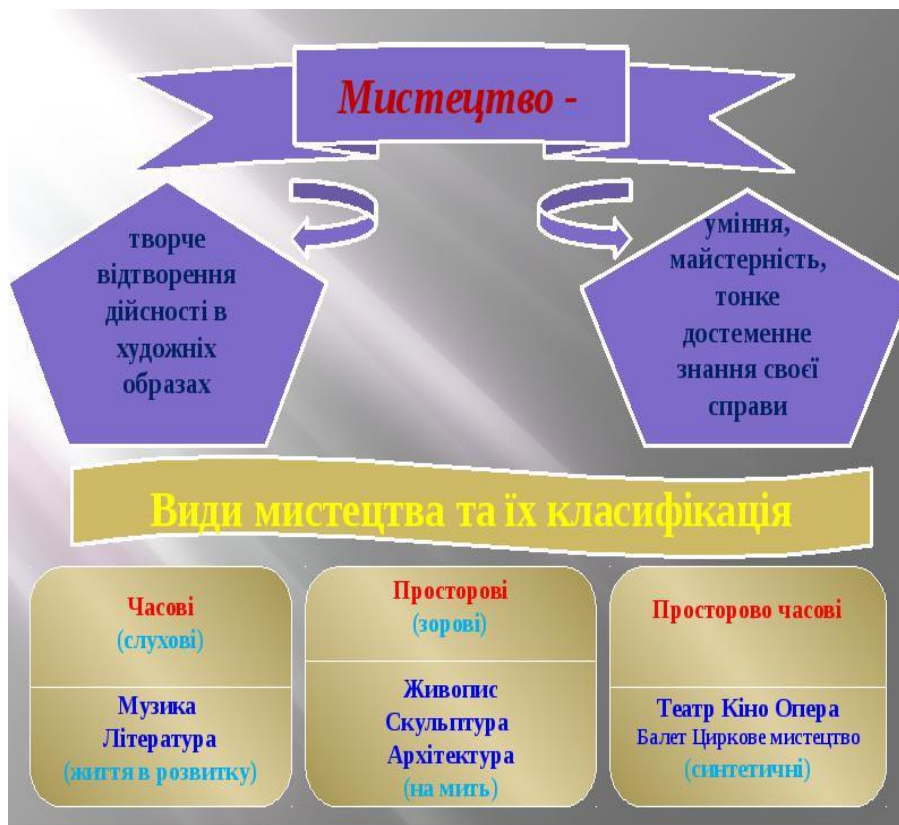 Мистецтво -
творче
відтворення
дійсності в
художніх
образах
уміння,
майстерність,
тонке
достеменне
знання своєї
справи
Види мистецтва та їх класифікація
Часові
(слухові)
Музика
Література
(життя в розвитку)
Просторові
(зорові)
Живопис
Скульптура
Архітектура
(на мить)
Просторово часові
Театр Кіно Опера
Балет Циркове мистецтво
(синтетичні)